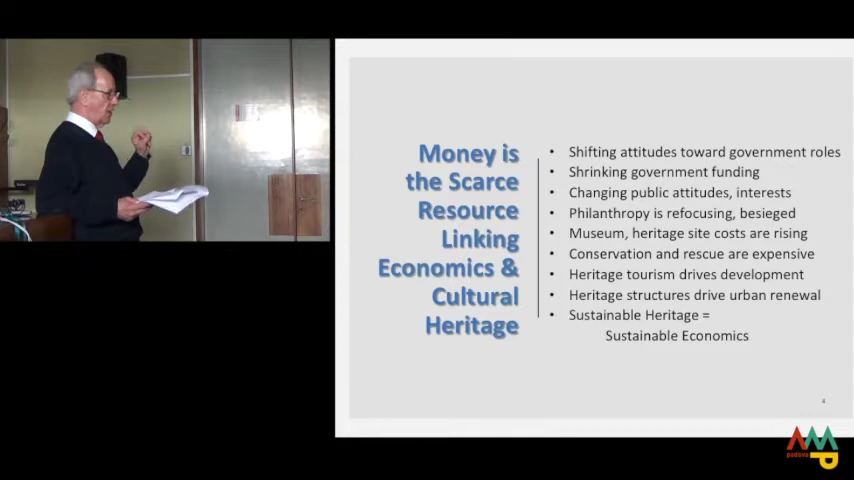 Money is
the Scarce
Resource
Linking
Economics &
Cultural
Heritage
• Shifting attitudes toward government roles
• Shrinking government funding
• Changing public attitudes, interests
• Philanthropy is refocusing, besieged
• Museum, heritage site costs are rising
• Conservation and rescue are expensive
• Heritage tourism drives development
• Heritage structures drive urban renewal
• Sustainable Heritage =
Sustainable Economics
4
padova